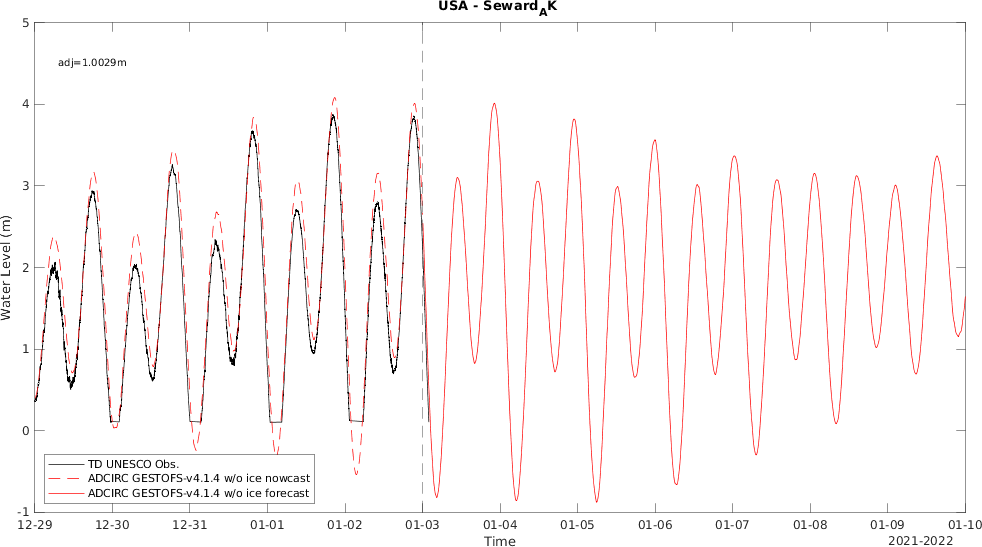 USA - Seward_AK
adj=1.0029m
Water Level (m)
5
4
3
2
1
0
-1
TD UNESCO Obs.
ADCIRC GESTOFS-v4.1.4 w/o ice nowcast
ADCIRC GESTOFS-v4.1.4 w/o ice forecast
12-29 12-30 12-31 01-01 01-02 01-03 01-04 01-05 01-06 01-07 01-08 01-09 01-10
Time
2021-2022